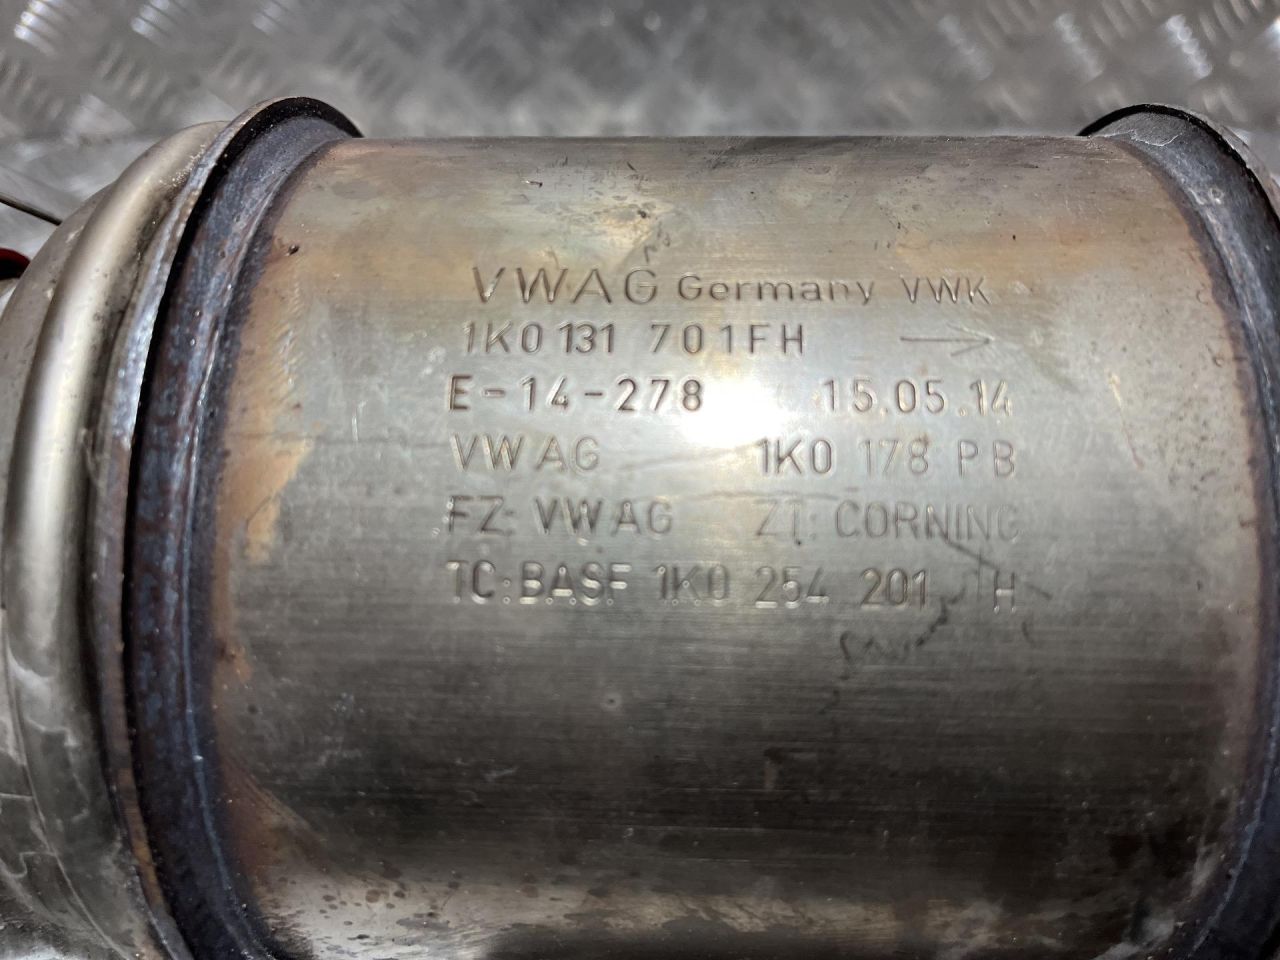 VWAG Germany VWK
1K0 131 701FH →
E-14-278 15.05.14
VWAG 1K0 178 PB
FZ: VWAG ZT: CORNING
TC:BASF 1K0 254 201 H